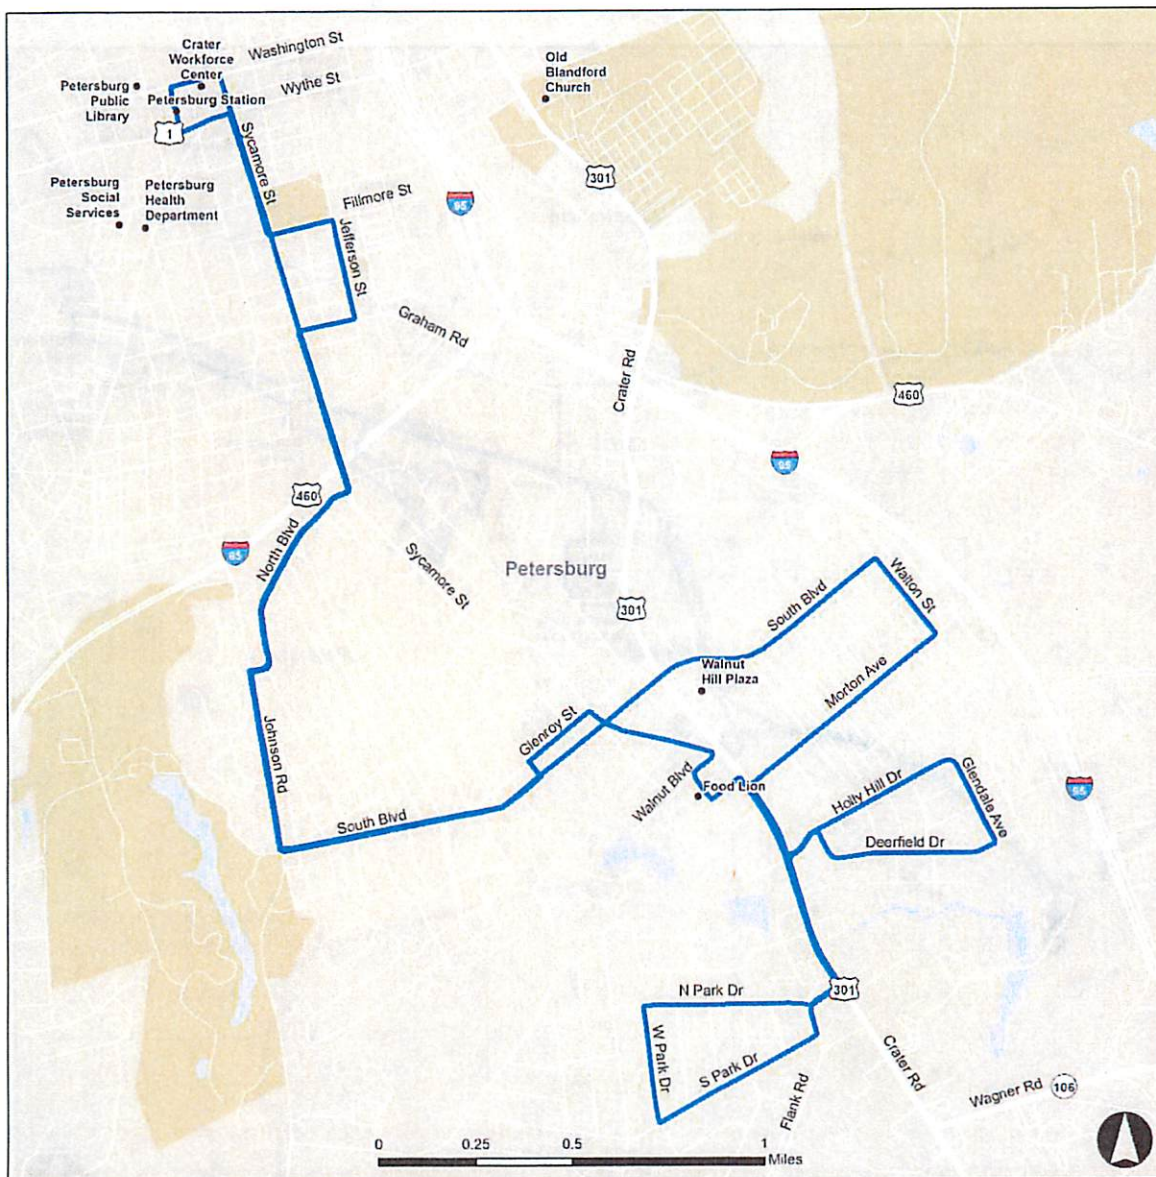 Washington St
Crater
Workforce
Center
Wythe St
Petersburg
Public
Library
Petersburg Station
1
Old
Blandford
Church
Sycamore St
301
Petersburg
Social
Services
Petersburg
Health
Department
Fillmore St
95
Jefferson St
Graham Rd
Crater Rd
460
95
460
North Blvd
85
Sycamore St
Petersburg
301
South Blvd
Walton St
Walnut
Hill Plaza
Morton Ave
Glenroy St
Johnson Rd
Walnut Blvd
Food Lion
Holly Hill Dr
Glendale Ave
95
South Blvd
Deerfield Dr
N Park Dr
301
W Park Dr
S Park Dr
Flank Rd
Crater Rd
Wagner Rd
106
0 0.25 0.5 1
Miles